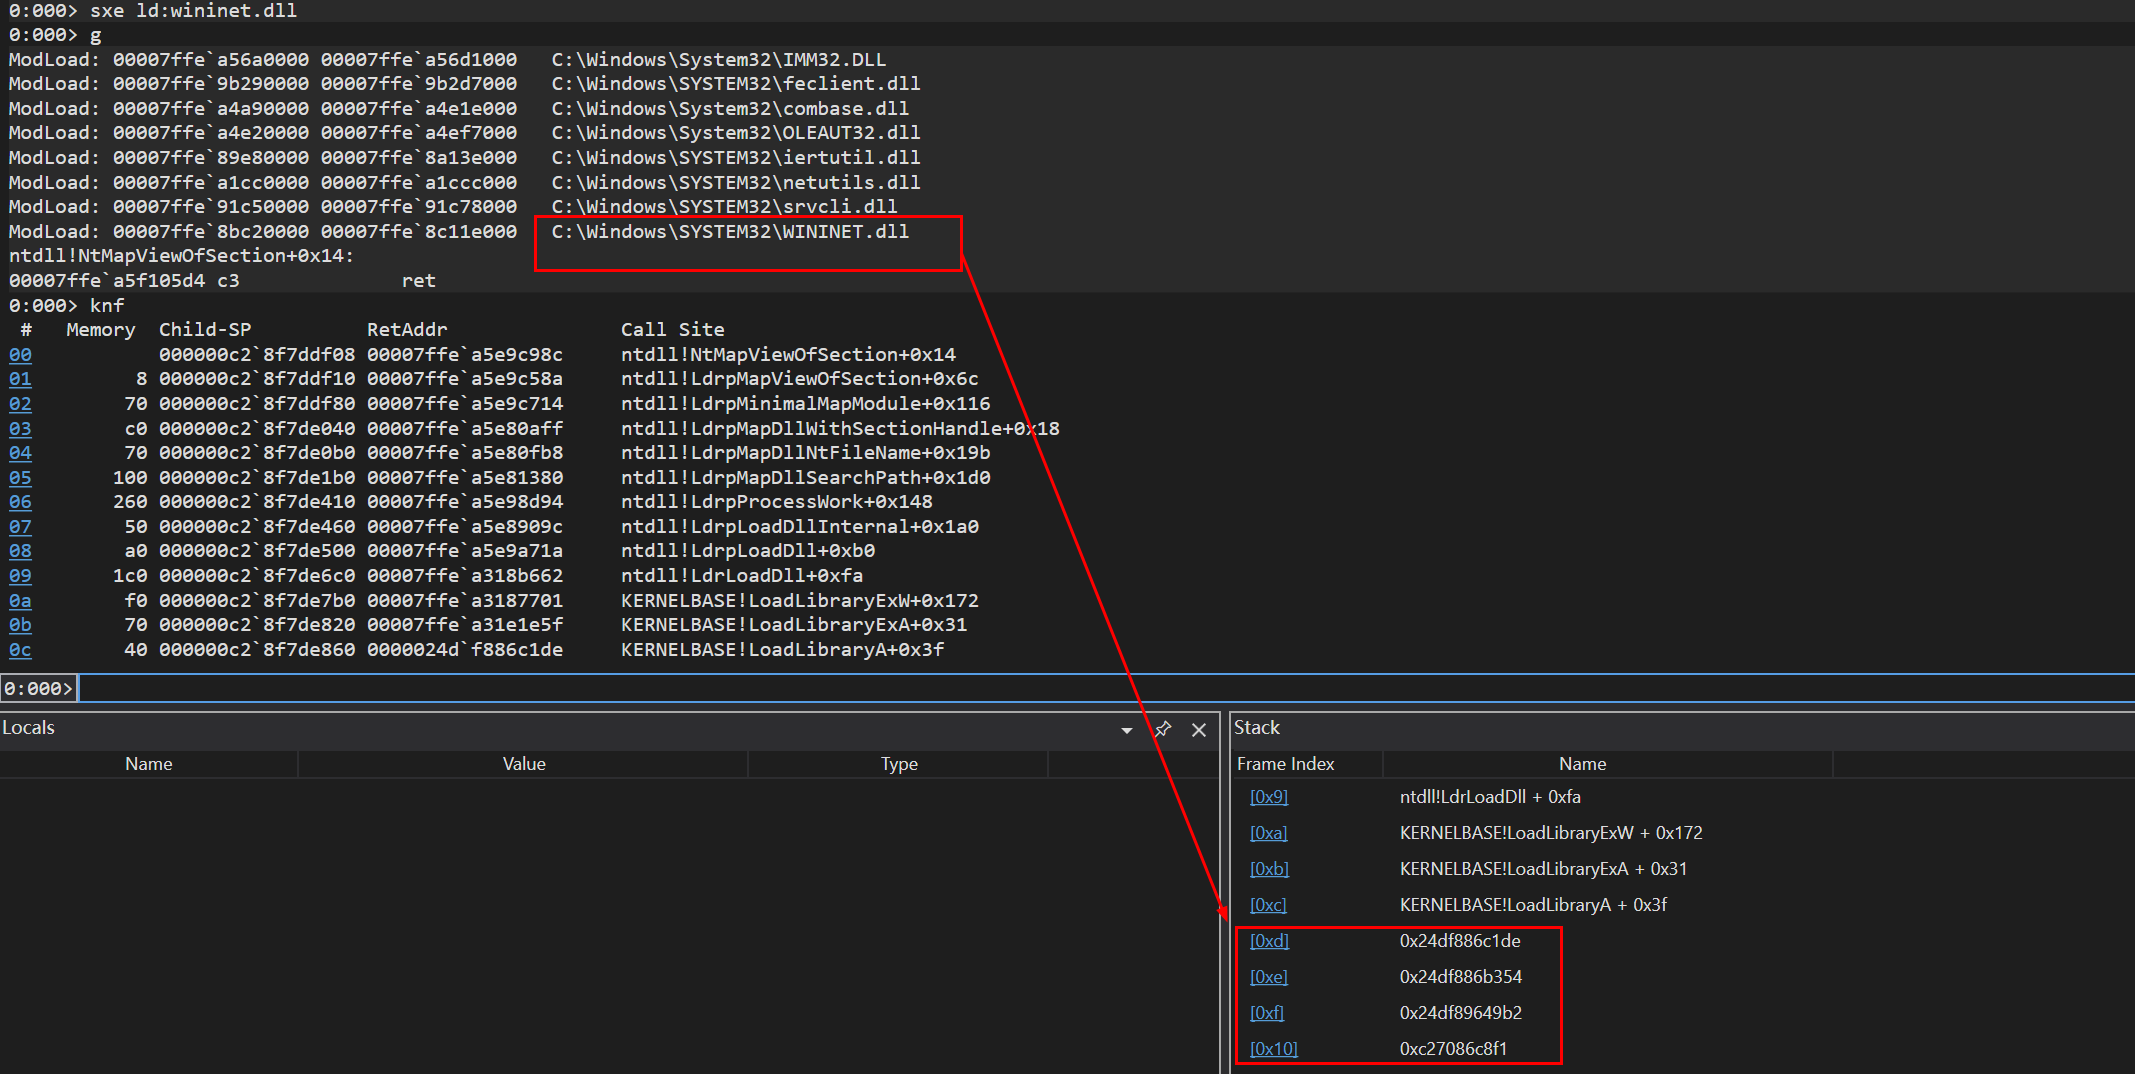 0:000> sxe ld:wininet.dll
0:000> g
ModLoad: 00007ffe`a56a0000 00007ffe`a56d1000   C:\Windows\System32\IMM32.DLL
ModLoad: 00007ffe`9b290000 00007ffe`9b2d7000   C:\Windows\SYSTEM32\feclient.dll
ModLoad: 00007ffe`a4a90000 00007ffe`a4e1e000   C:\Windows\System32\combase.dll
ModLoad: 00007ffe`a4e20000 00007ffe`a4ef7000   C:\Windows\System32\OLEAUT32.dll
ModLoad: 00007ffe`89e80000 00007ffe`8a13e000   C:\Windows\SYSTEM32\iertutil.dll
ModLoad: 00007ffe`a1cc0000 00007ffe`a1ccc000   C:\Windows\SYSTEM32\netutils.dll
ModLoad: 00007ffe`91c50000 00007ffe`91c78000   C:\Windows\SYSTEM32\srvcli.dll
ModLoad: 00007ffe`8bc20000 00007ffe`8c11e000   C:\Windows\SYSTEM32\WININET.dll
ntdll!NtMapViewOfSection+0x14:
00007ffe`a5f105d4 c3              ret
0:000> knf
 #   Memory  Child-SP          RetAddr               Call Site
00           000000c2`8f7ddf08 00007ffe`a5e9c98c     ntdll!NtMapViewOfSection+0x14
01         8 000000c2`8f7ddf10 00007ffe`a5e9c58a     ntdll!LdrpMapViewOfSection+0x6c
02        70 000000c2`8f7ddf80 00007ffe`a5e9c714     ntdll!LdrpMinimalMapModule+0x116
03        c0 000000c2`8f7de040 00007ffe`a5e80aff     ntdll!LdrpMapDllWithSectionHandle+0x18
04        70 000000c2`8f7de0b0 00007ffe`a5e80fb8     ntdll!LdrpMapDllNtFileName+0x19b
05       100 000000c2`8f7de1b0 00007ffe`a5e81380     ntdll!LdrpMapDllSearchPath+0x1d0
06       260 000000c2`8f7de410 00007ffe`a5e98d94     ntdll!LdrpProcessWork+0x148
07        50 000000c2`8f7de460 00007ffe`a5e8909c     ntdll!LdrpLoadDllInternal+0x1a0
08        a0 000000c2`8f7de500 00007ffe`a5e9a71a     ntdll!LdrpLoadDll+0xb0
09       1c0 000000c2`8f7de6c0 00007ffe`a318b662     ntdll!LdrLoadDll+0xfa
0a        f0 000000c2`8f7de7b0 00007ffe`a3187701     KERNELBASE!LoadLibraryExW+0x172
0b        70 000000c2`8f7de820 00007ffe`a31e1e5f     KERNELBASE!LoadLibraryExA+0x31
0c        40 000000c2`8f7de860 0000024d`f886c1de     KERNELBASE!LoadLibraryA+0x3f
0:000>
Locals
Name Value Type
Stack
Frame Index Name
[0x9] ntdll!LdrLoadDll + 0xfa
[0xa] KERNELBASE!LoadLibraryExW + 0x172
[0xb] KERNELBASE!LoadLibraryExA + 0x31
[0xc] KERNELBASE!LoadLibraryA + 0x3f
[0xd] 0x24df886c1de
[0xe] 0x24df886b354
[0xf] 0x24df89649b2
[0x10] 0xc27086c8f1